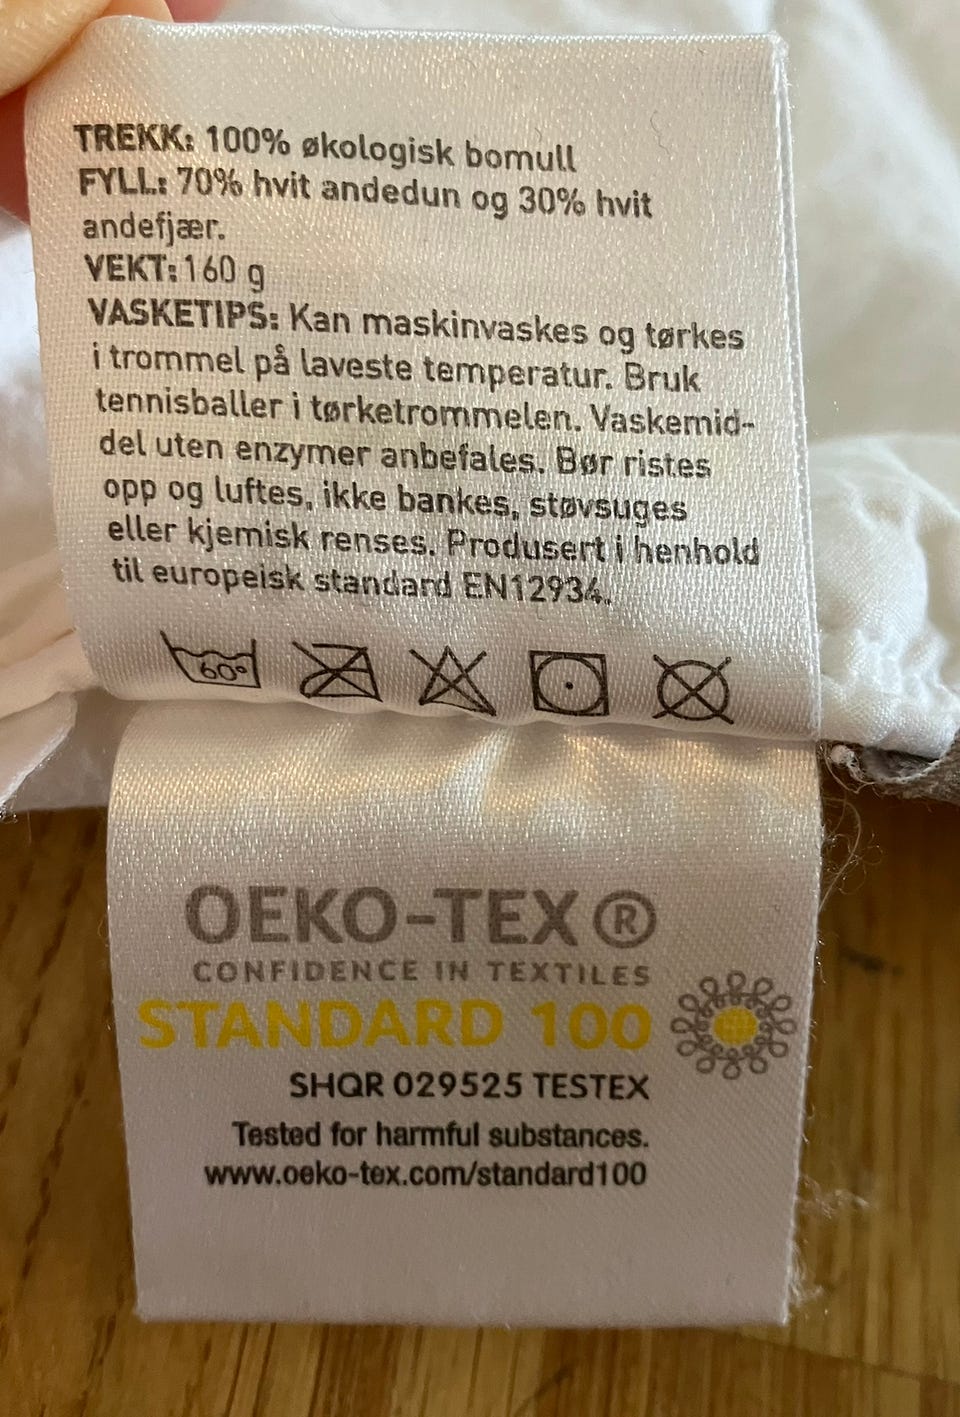 TREKK: 100% økologisk bomull
FYLL: 70% hvit andedun og 30% hvit
andefjær.
VEKT: 160 g
VASKETIPS: Kan maskinvaskes og tørkes
i trommel på laveste temperatur. Bruk
tennisballer i tørketrommelen. Vaskemid-
del uten enzymer anbefales. Bør ristes
opp og luftes, ikke bankes, støvsuges
eller kjemisk renses. Produsert i henhold
til europeisk standard EN12934.
60°
OEKO-TEX®
CONFIDENCE IN TEXTILES
STANDARD 100
SHQR 029525 TESTEX
Tested for harmful substances.
www.oeko-tex.com/standard100